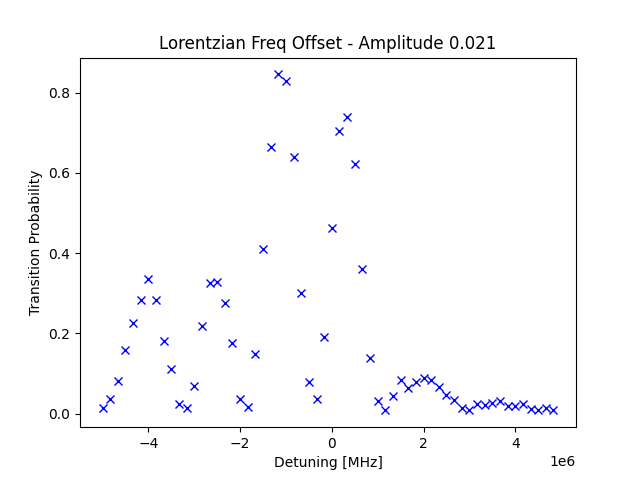 Lorentzian Freq Offset - Amplitude 0.021
Transition Probability
0.8
0.6
0.4
0.2
0.0
−4
−2
0
2
4
1e6
Detuning [MHz]